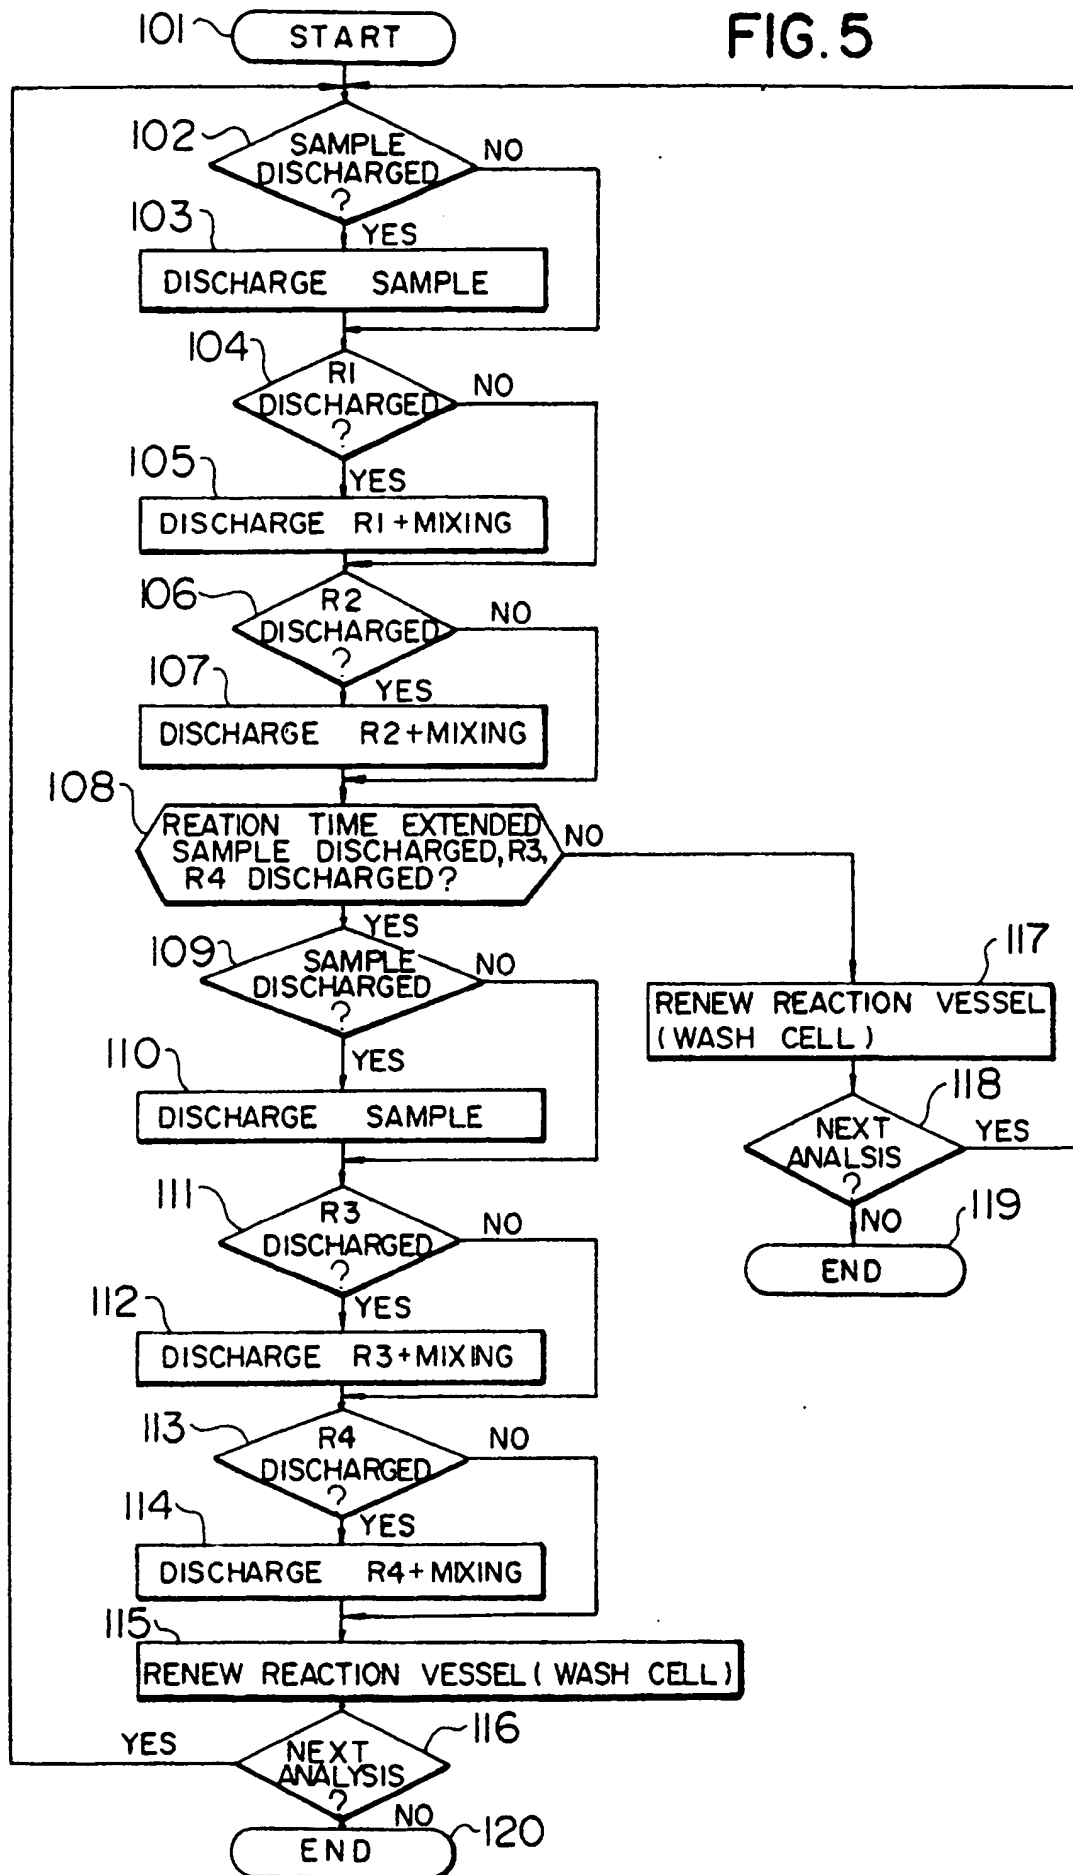 FIG. 5
101
START
102
SAMPLE
DISCHARGED
?
NO
YES
103
DISCHARGE SAMPLE
104
R1
DISCHARGED
?
NO
YES
105
DISCHARGE R1+MIXING
106
R2
DISCHARGED
?
NO
YES
107
DISCHARGE R2+MIXING
108
REATION TIME EXTENDED
SAMPLE DISCHARGED, R3,
R4 DISCHARGED?
NO
YES
109
SAMPLE
DISCHARGED
?
NO
YES
110
DISCHARGE SAMPLE
111
R3
DISCHARGED
?
NO
YES
112
DISCHARGE R3+MIXING
113
R4
DISCHARGED
?
NO
YES
114
DISCHARGE R4+MIXING
115
RENEW REACTION VESSEL (WASH CELL)
116
NEXT
ANALYSIS
?
YES
NO
END
120
117
RENEW REACTION VESSEL
(WASH CELL)
118
NEXT
ANALSIS
?
YES
NO
119
END